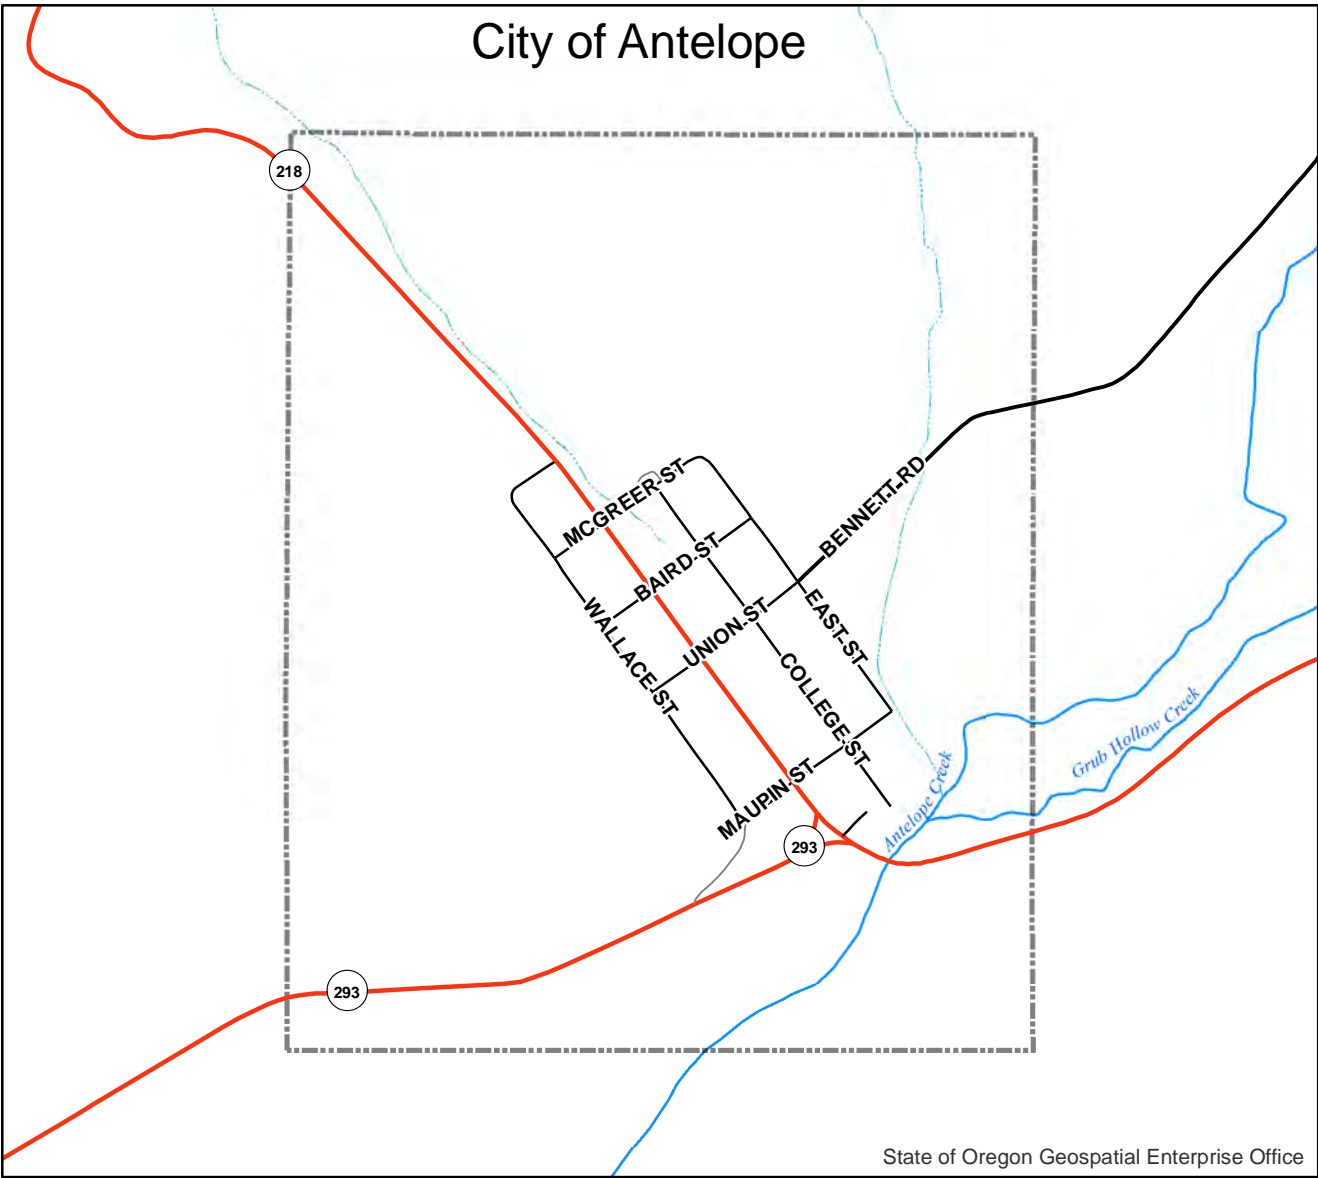 City of Antelope
218
MCGREER ST
BAIRD ST
BENNETT RD
UNION ST
EAST ST
WALLACE ST
COLLEGE ST
MAUPIN ST
Grub Hollow Creek
Antelope Creek
293
293
State of Oregon Geospatial Enterprise Office